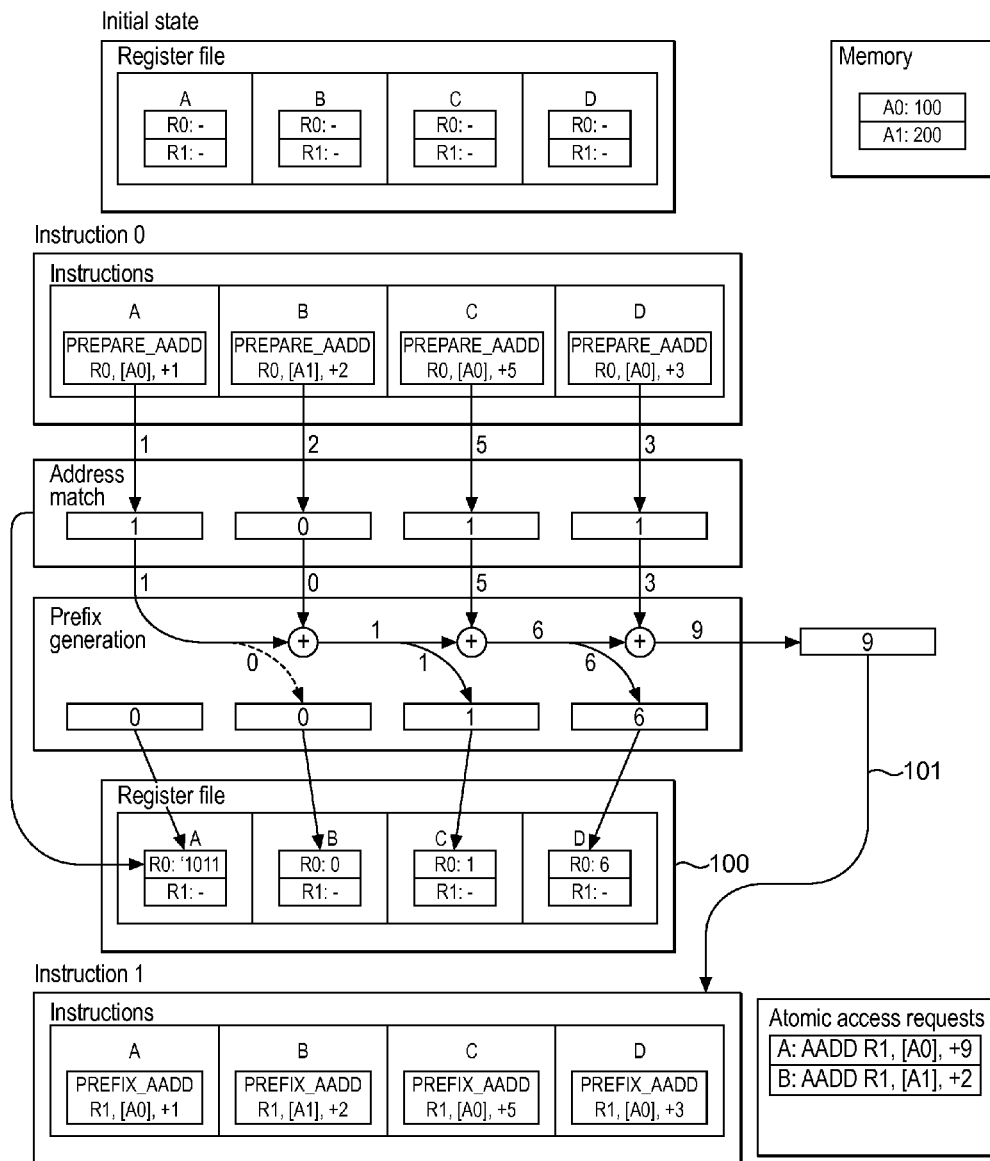 Initial state
Register file
A B C D
R0: - R0: - R0: - R0: -
R1: - R1: - R1: - R1: -
Memory
A0: 100
A1: 200
Instruction 0
Instructions
A B C D
PREPARE_AADD PREPARE_AADD PREPARE_AADD PREPARE_AADD
R0, [A0], +1 R0, [A1], +2 R0, [A0], +5 R0, [A0], +3
1 2 5 3
Address
match
1 0 1 1
1 0 5 3
Prefix
generation
+ 1 + 6 + 9 9
0 1 6
0 0 1 6
101
Register file
A B C D
R0: '1011 R0: 0 R0: 1 R0: 6
R1: - R1: - R1: - R1: -
100
Instruction 1
Instructions
A B C D
PREFIX_AADD PREFIX_AADD PREFIX_AADD PREFIX_AADD
R1, [A0], +1 R1, [A1], +2 R1, [A0], +5 R1, [A0], +3
Atomic access requests
A: AADD R1, [A0], +9
B: AADD R1, [A1], +2